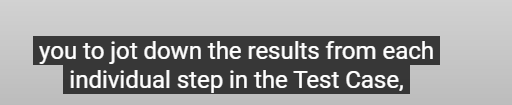 you to jot down the results from each
individual step in the Test Case,